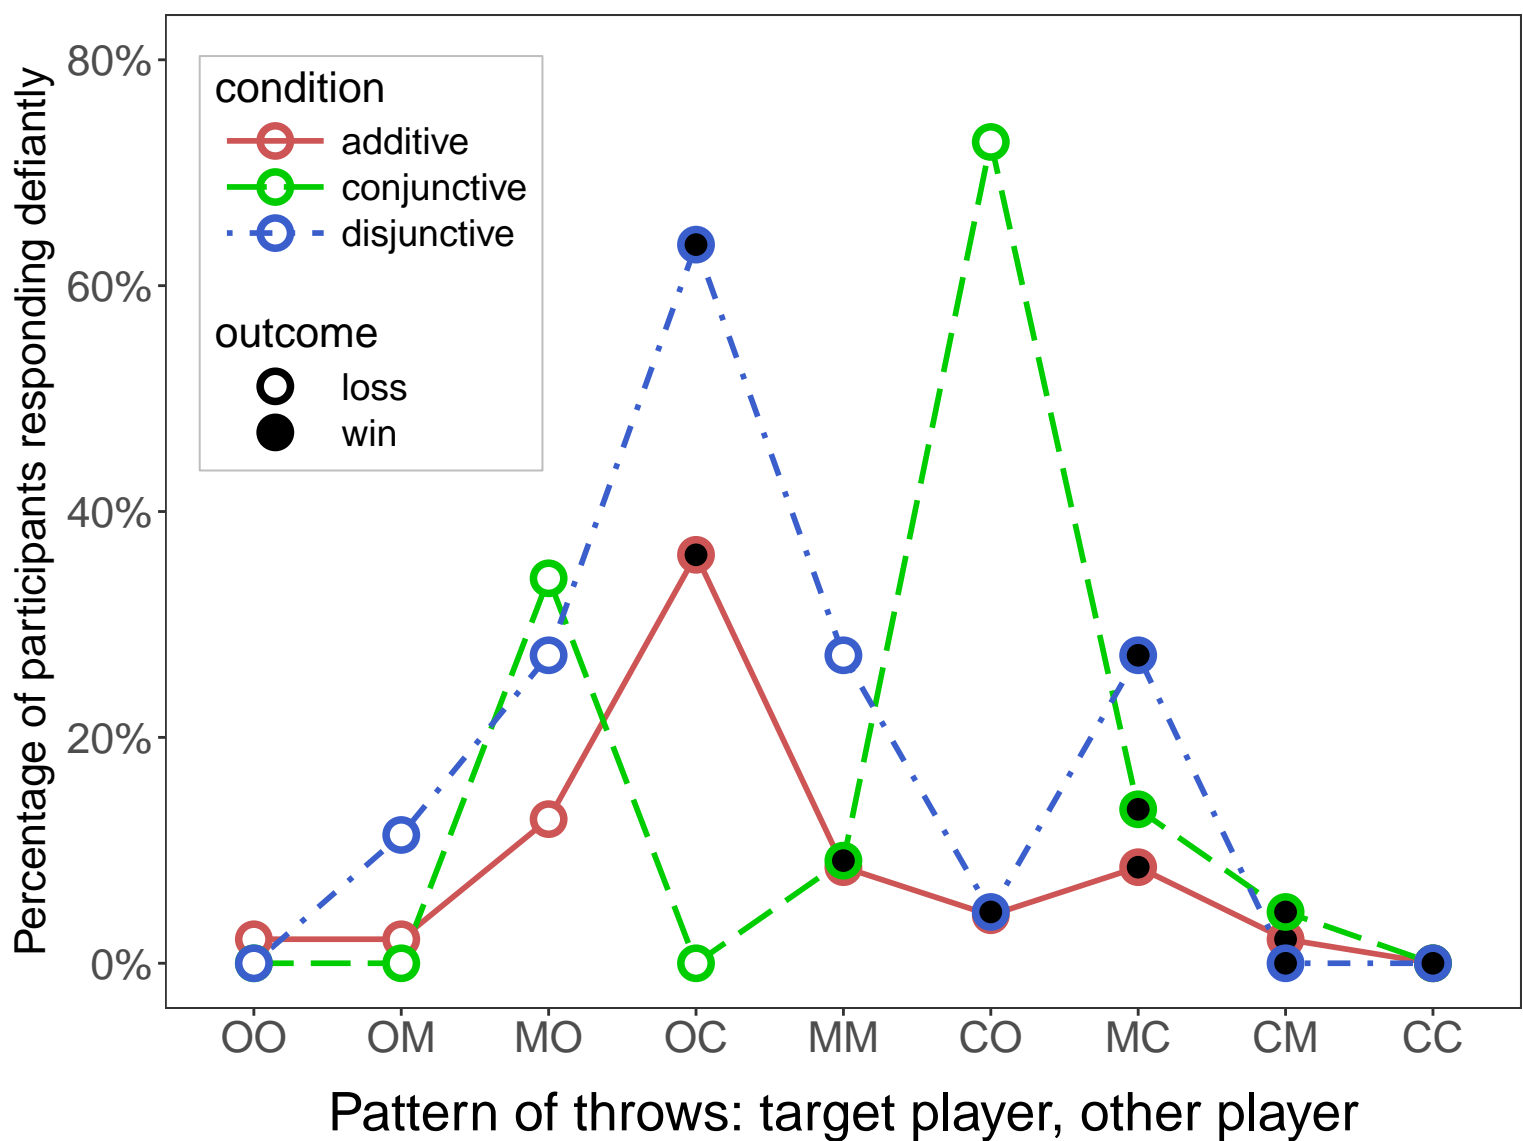 Percentage of participants responding defiantly
80%
60%
40%
20%
0%
condition
additive
conjunctive
disjunctive
outcome
loss
win
OO OM MO OC MM CO MC CM CC
Pattern of throws: target player, other player